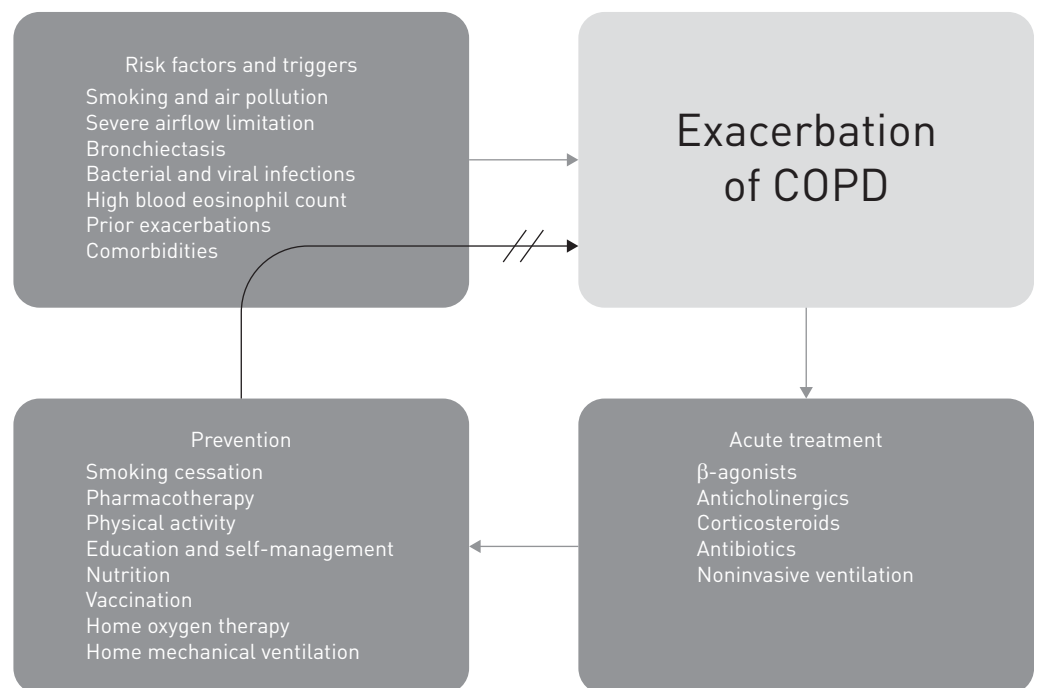 Risk factors and triggers
Smoking and air pollution
Severe airflow limitation
Bronchiectasis
Bacterial and viral infections
High blood eosinophil count
Prior exacerbations
Comorbidities
Exacerbation
of COPD
Prevention
Smoking cessation
Pharmacotherapy
Physical activity
Education and self-management
Nutrition
Vaccination
Home oxygen therapy
Home mechanical ventilation
Acute treatment
β-agonists
Anticholinergics
Corticosteroids
Antibiotics
Noninvasive ventilation